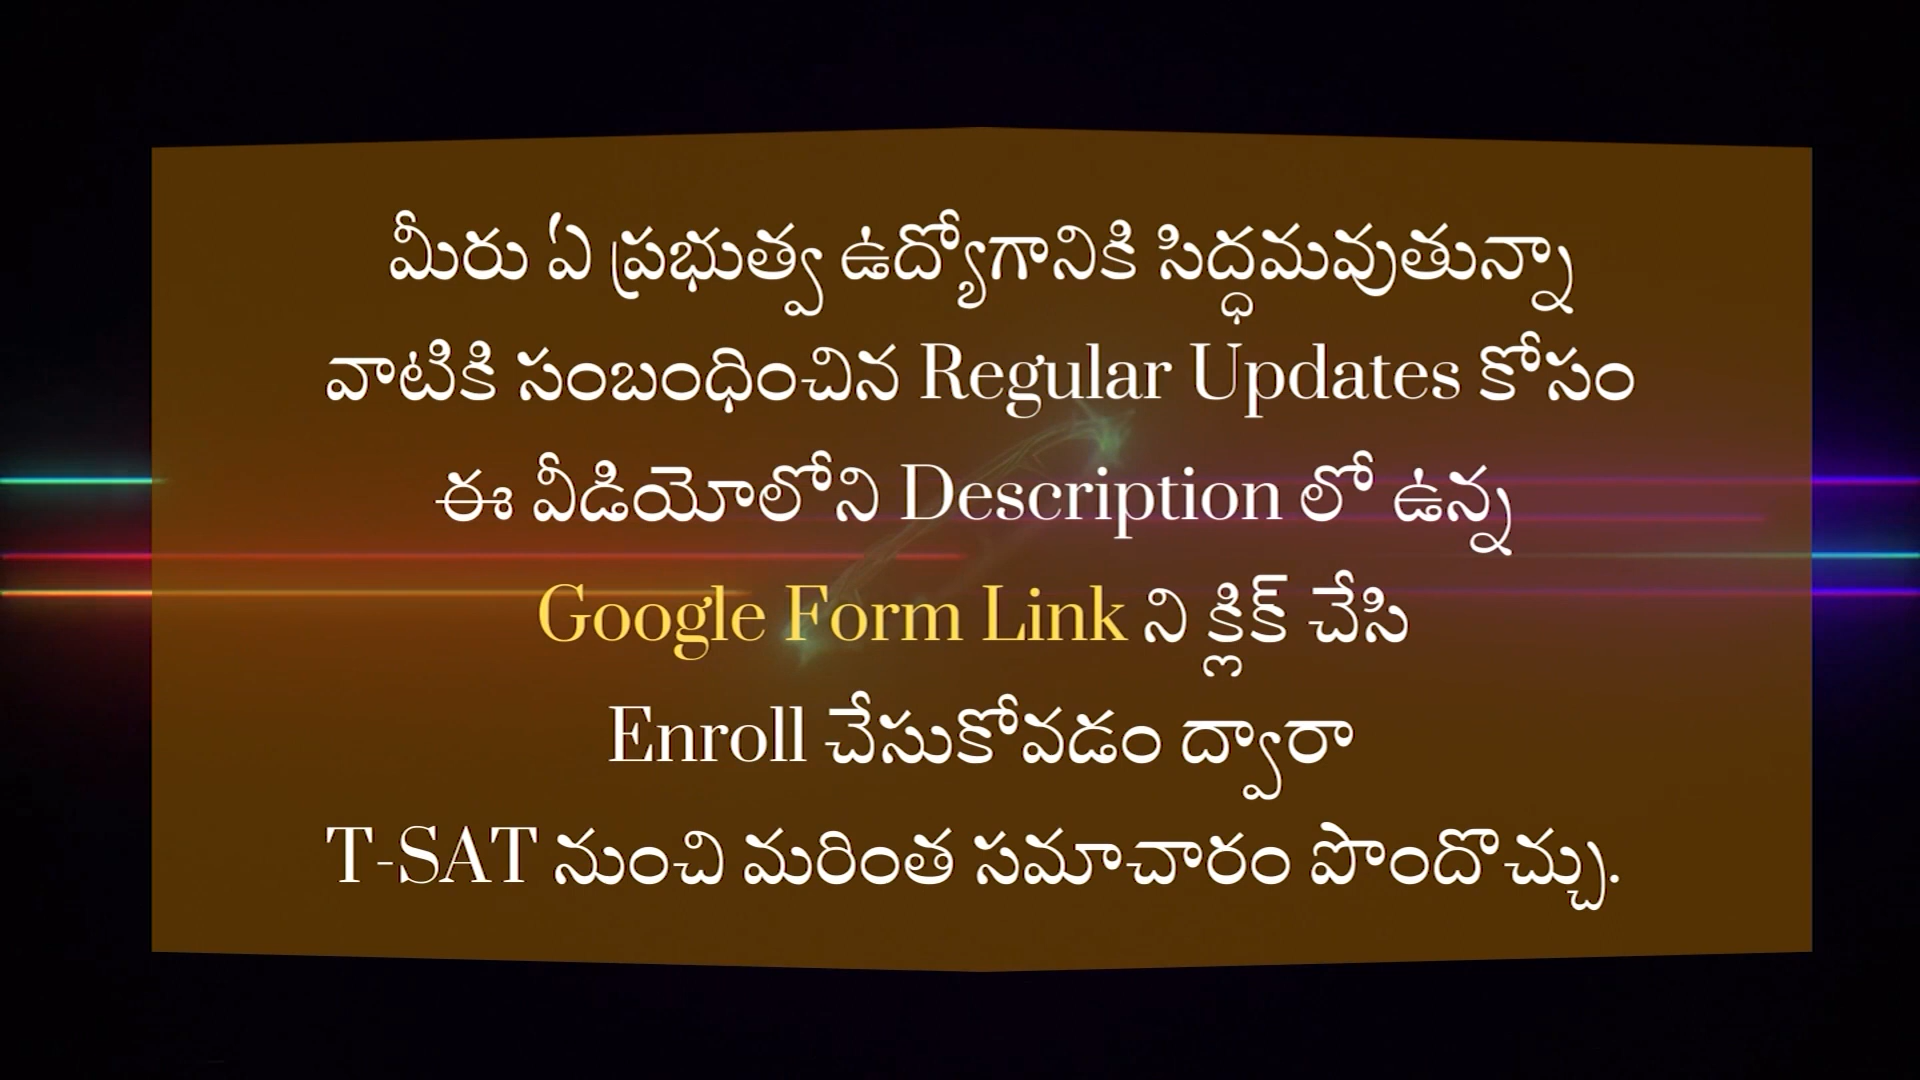 మీరు ఏ ప్రభుత్వ ఉద్యోగానికి సిద్ధమవుతున్నా
వాటికి సంబంధించిన Regular Updates కోసం
ఈ వీడియోలోని Description లో ఉన్న
Google Form Link ని క్లిక్ చేసి
Enroll చేసుకోవడం ద్వారా
T-SAT నుంచి మరింత సమాచారం పొందొచ్చు.